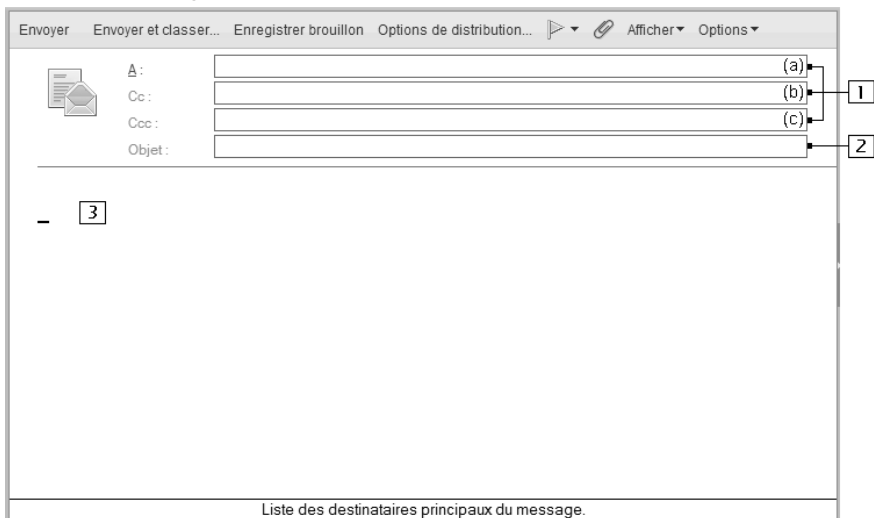 Envoyer Envoyer et classer... Enregistrer brouillon Options de distribution... Afficher Options
A : (a)
Cc : (b) 1
Ccc : (c)
Objet : 2
3
Liste des destinataires principaux du message.